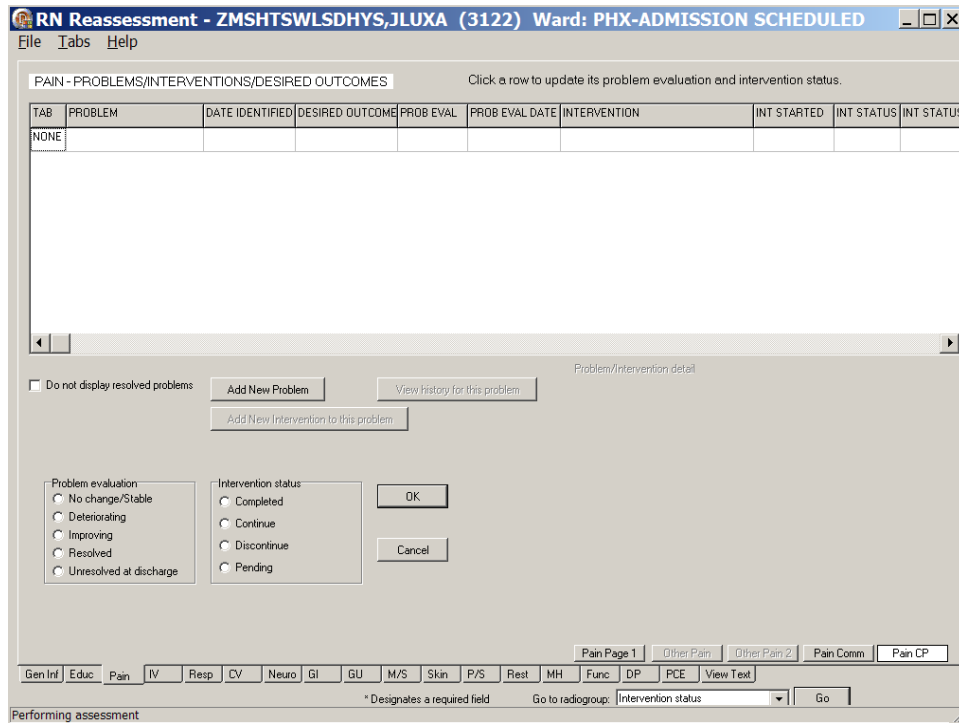 RN Reassessment - ZMSHTSWLSDHYS,JLUXA (3122) Ward: PHX-ADMISSION SCHEDULED
File Tabs Help
PAIN - PROBLEMS/INTERVENTIONS/DESIRED OUTCOMES Click a row to update its problem evaluation and intervention status.
TAB PROBLEM DATE IDENTIFIED DESIRED OUTCOME PROB EVAL PROB EVAL DATE INTERVENTION INT STARTED INT STATUS INT STATUS
NONE
Problem/Intervention detail
Do not display resolved problems Add New Problem View history for this problem
Add New Intervention to this problem
Problem evaluation Intervention status
No change/Stable Completed OK
Deteriorating Continue
Improving Discontinue Cancel
Resolved Pending
Unresolved at discharge
Pain Page 1 Other Pain Other Pain 2 Pain Comm Pain CP
Gen Inf Educ Pain IV Resp CV Neuro GI GU M/S Skin P/S Rest MH Func DP PCE View Text
* Designates a required field Go to radiogroup: Intervention status Go
Performing assessment